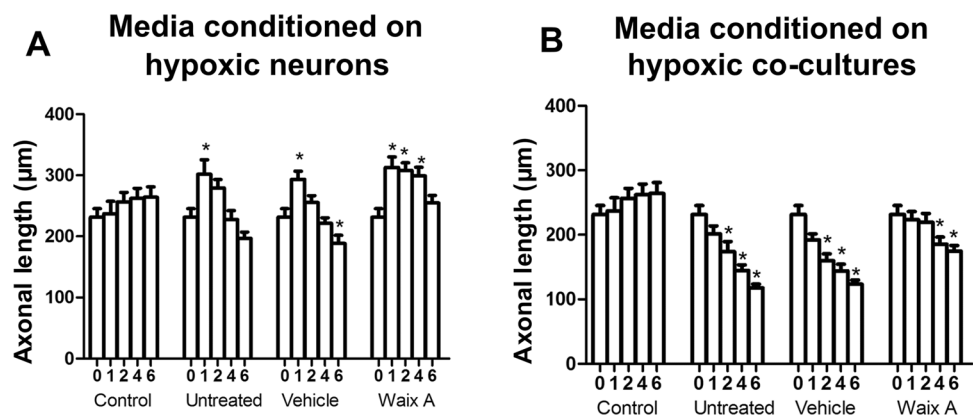 A
Media conditioned on
hypoxic neurons
Axonal length (µm)
400
300
200
100
0
0 1 2 4 6
0 1 2 4 6
0 1 2 4 6
0 1 2 4 6
Control
Untreated
Vehicle
Waix A
* * * * * *
B
Media conditioned on
hypoxic co-cultures
Axonal length (µm)
400
300
200
100
0
0 1 2 4 6
0 1 2 4 6
0 1 2 4 6
0 1 2 4 6
Control
Untreated
Vehicle
Waix A
* * * * * * * *